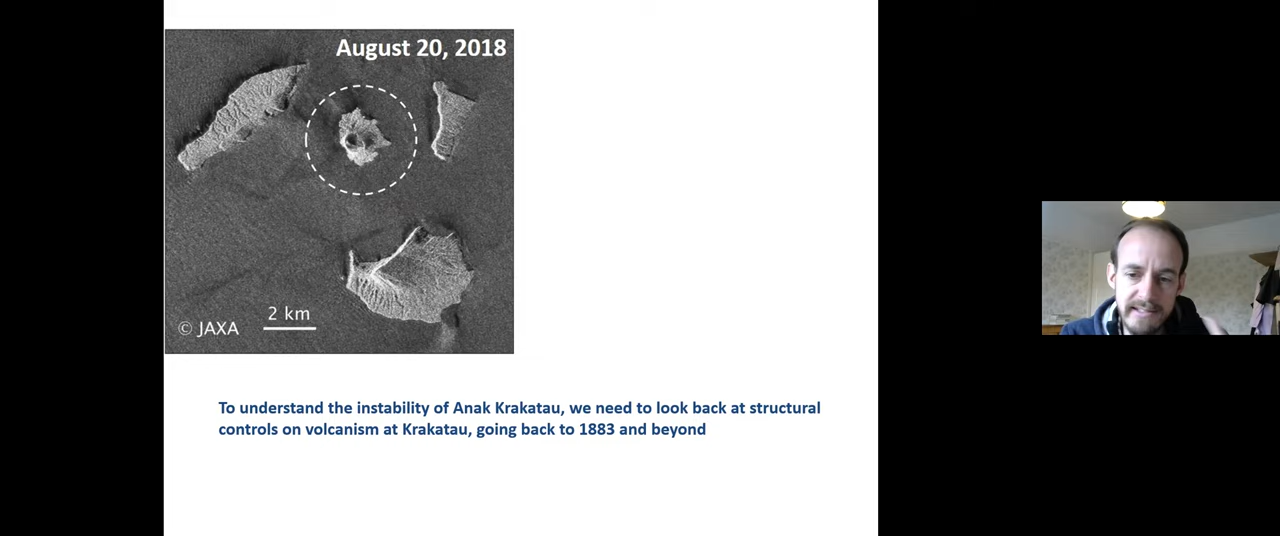 August 20, 2018
© JAXA
2 km
To understand the instability of Anak Krakatau, we need to look back at structural
controls on volcanism at Krakatau, going back to 1883 and beyond